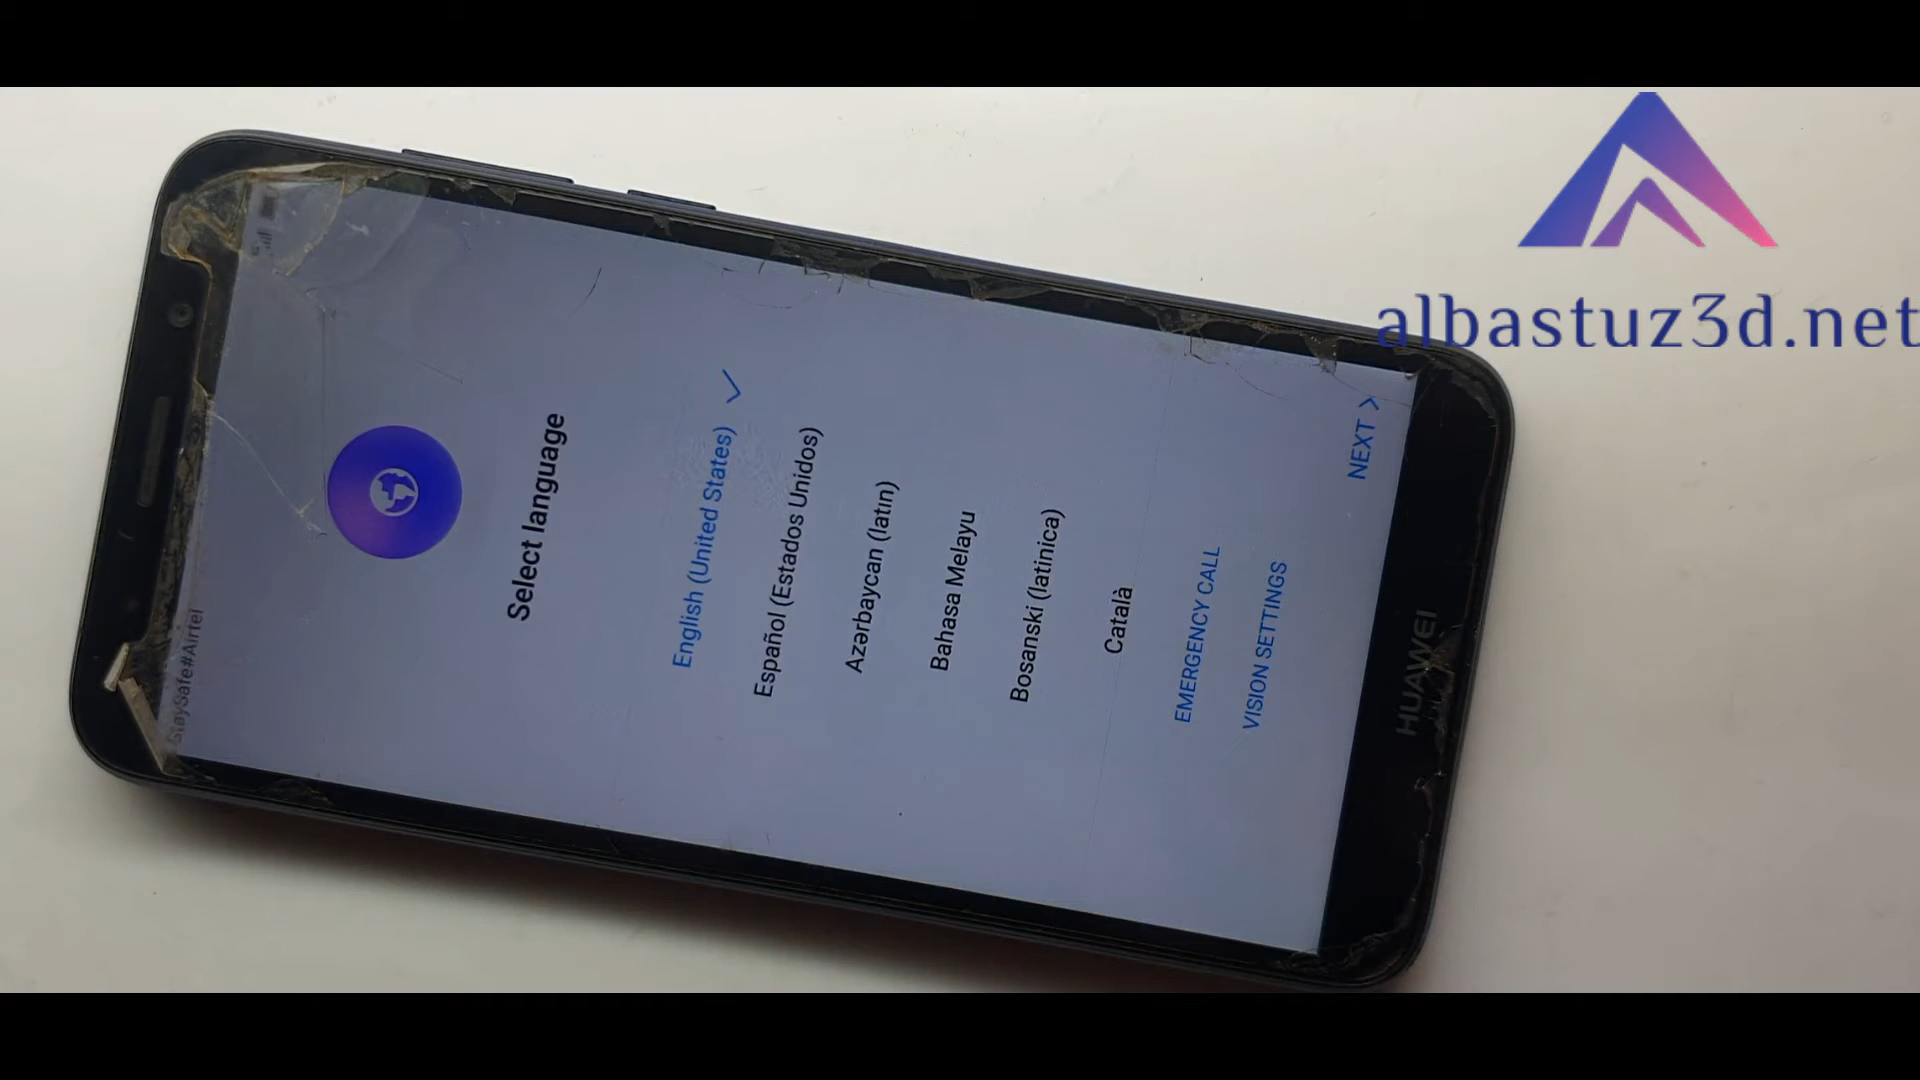 albastuz3d.net
StaySafe#Airtel
Select language
English (United States)
Español (Estados Unidos)
Azərbaycan (latın)
Bahasa Melayu
Bosanski (latinica)
Català
EMERGENCY CALL
VISION SETTINGS
NEXT >
HUAWEI